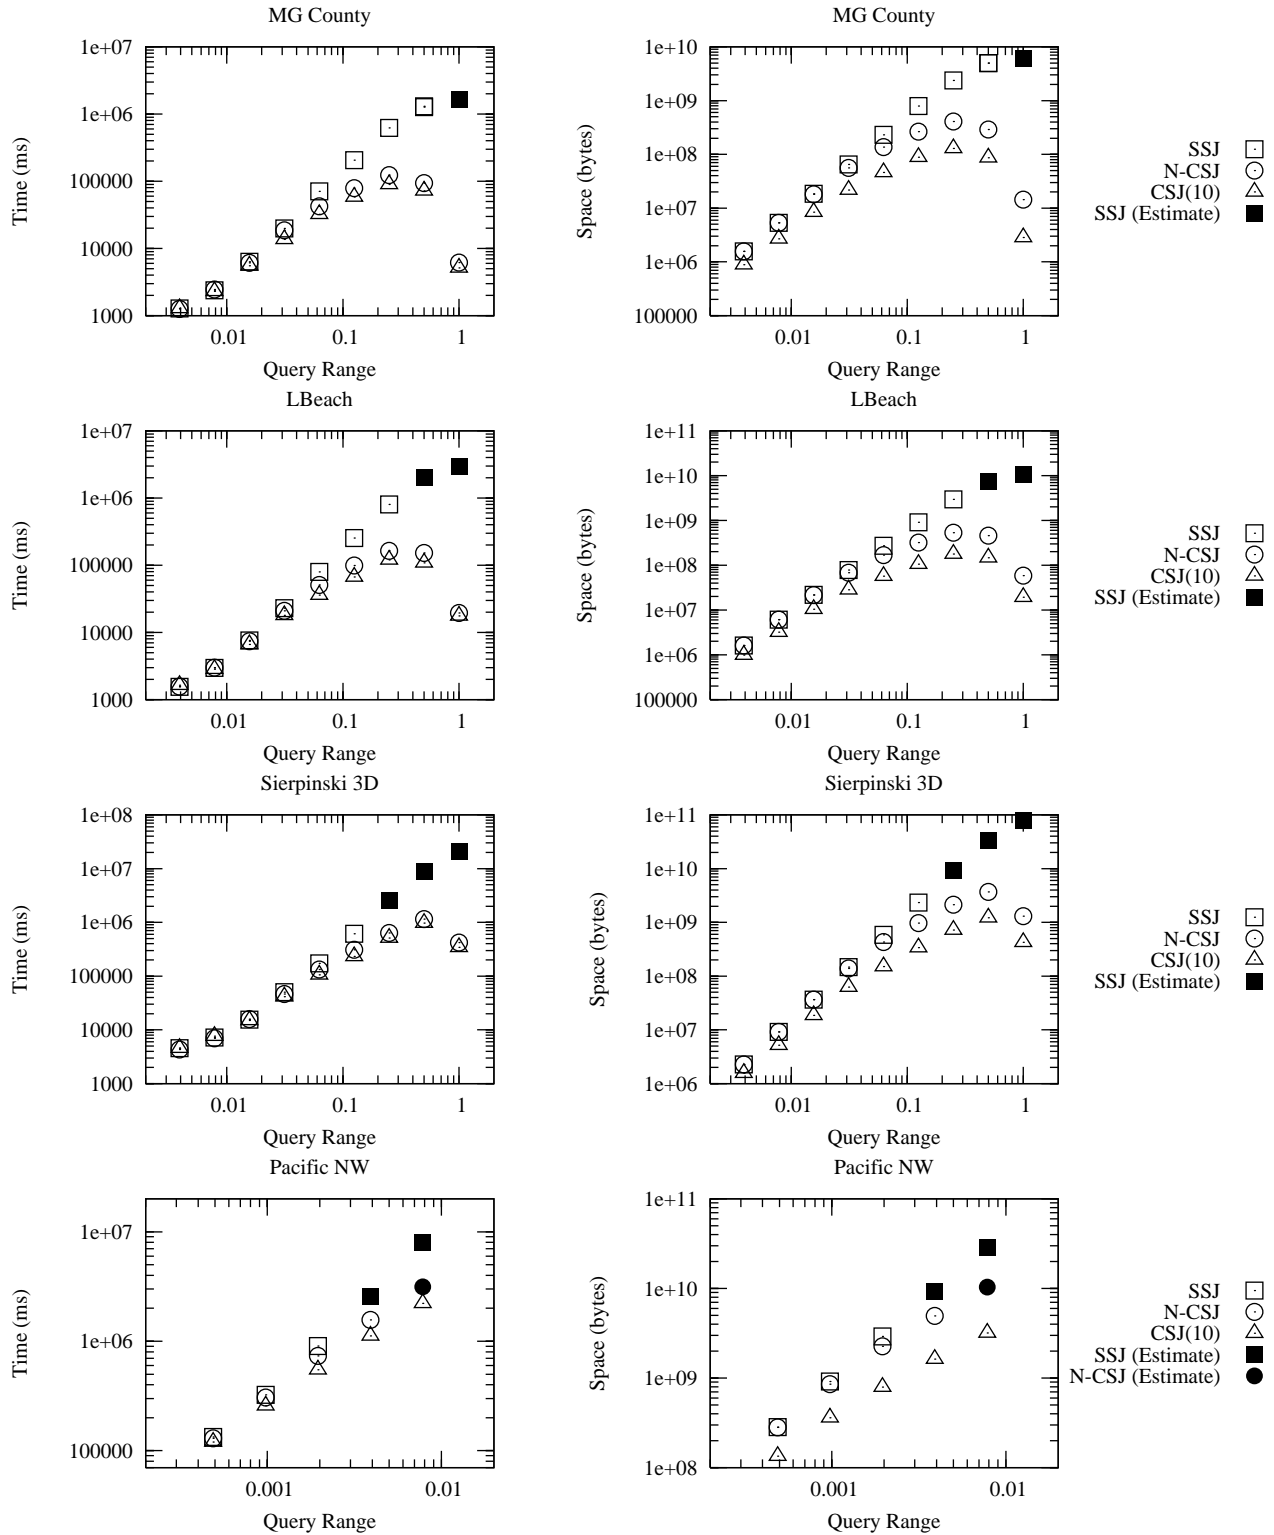 MG County
1e+07
1e+06
100000
10000
1000
0.01 0.1 1
Time (ms)
Query Range
MG County
1e+10
1e+09
1e+08
1e+07
1e+06
100000
0.01 0.1 1
Space (bytes)
Query Range
SSJ
N-CSJ
CSJ(10)
SSJ (Estimate)
LBeach
1e+07
1e+06
100000
10000
1000
0.01 0.1 1
Time (ms)
Query Range
LBeach
1e+11
1e+10
1e+09
1e+08
1e+07
1e+06
100000
0.01 0.1 1
Space (bytes)
Query Range
SSJ
N-CSJ
CSJ(10)
SSJ (Estimate)
Sierpinski 3D
1e+08
1e+07
1e+06
100000
10000
1000
0.01 0.1 1
Time (ms)
Query Range
Sierpinski 3D
1e+11
1e+10
1e+09
1e+08
1e+07
1e+06
0.01 0.1 1
Space (bytes)
Query Range
SSJ
N-CSJ
CSJ(10)
SSJ (Estimate)
Pacific NW
1e+07
1e+06
100000
0.001 0.01
Time (ms)
Query Range
Pacific NW
1e+11
1e+10
1e+09
1e+08
0.001 0.01
Space (bytes)
Query Range
SSJ
N-CSJ
CSJ(10)
SSJ (Estimate)
N-CSJ (Estimate)